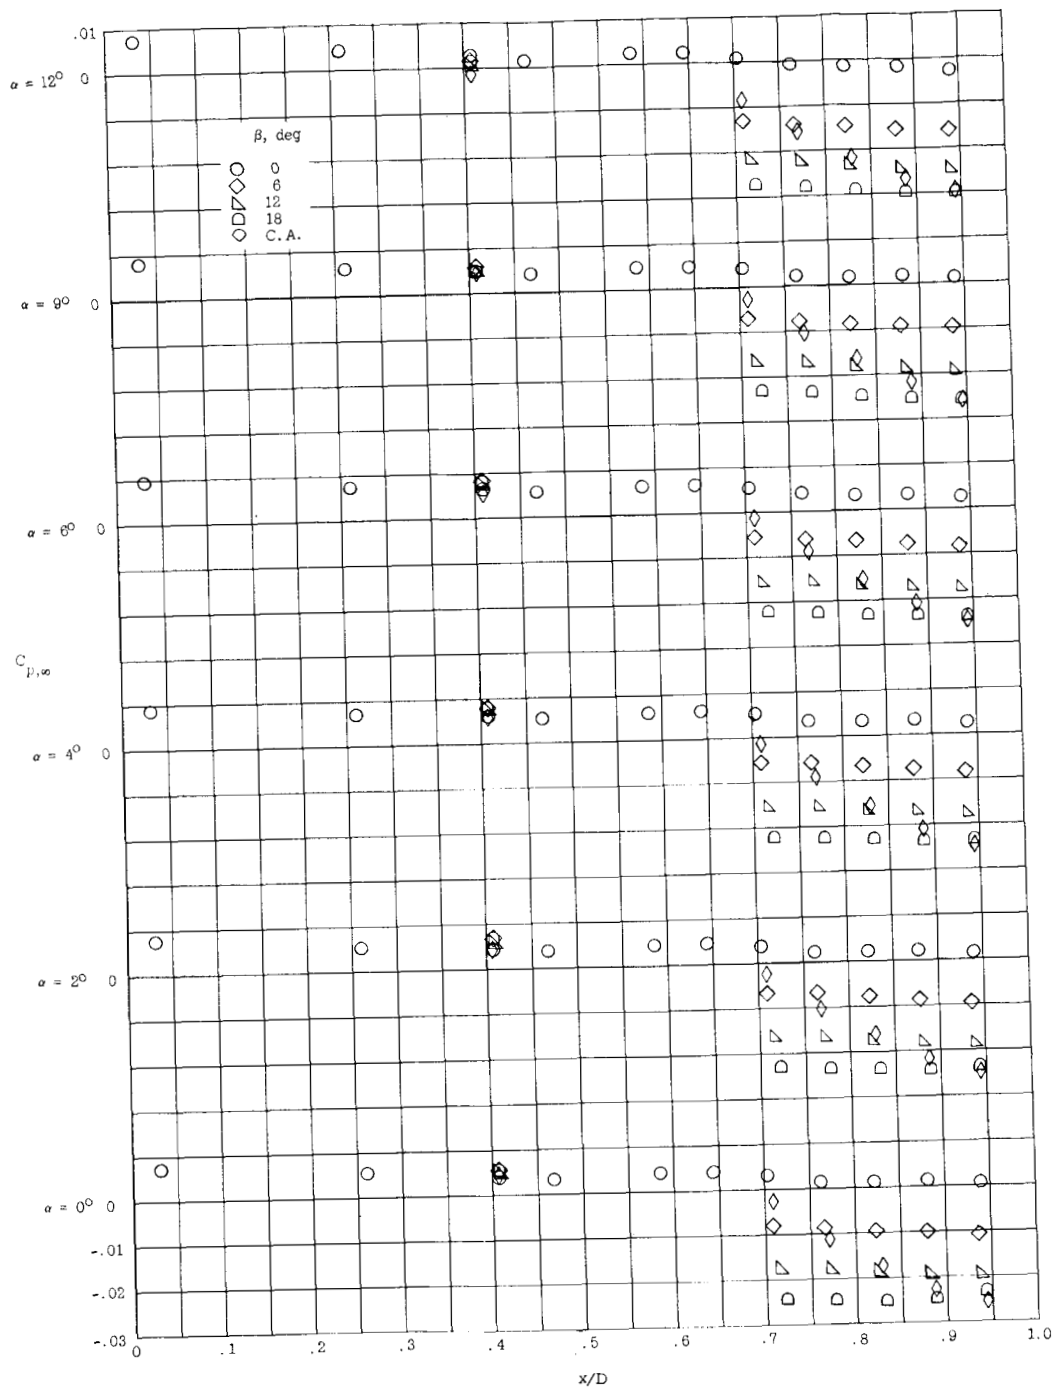 .01
α = 12° 0
β, deg
0
6
12
18
C.A.
α = 9° 0
α = 6° 0
C p,∞
α = 4° 0
α = 2° 0
α = 0° 0
-.01
-.02
-.03
0 .1 .2 .3 .4 .5 .6 .7 .8 .9 1.0
x/D